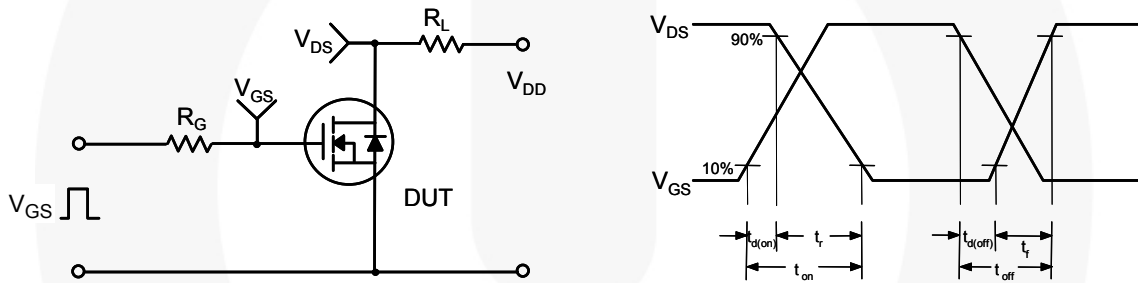 R_L
V_DS
V_DD
V_GS
R_G
V_GS
DUT
V_DS
90%
10%
V_GS
t_d(on)
t_r
t_d(off)
t_f
t_on
t_off